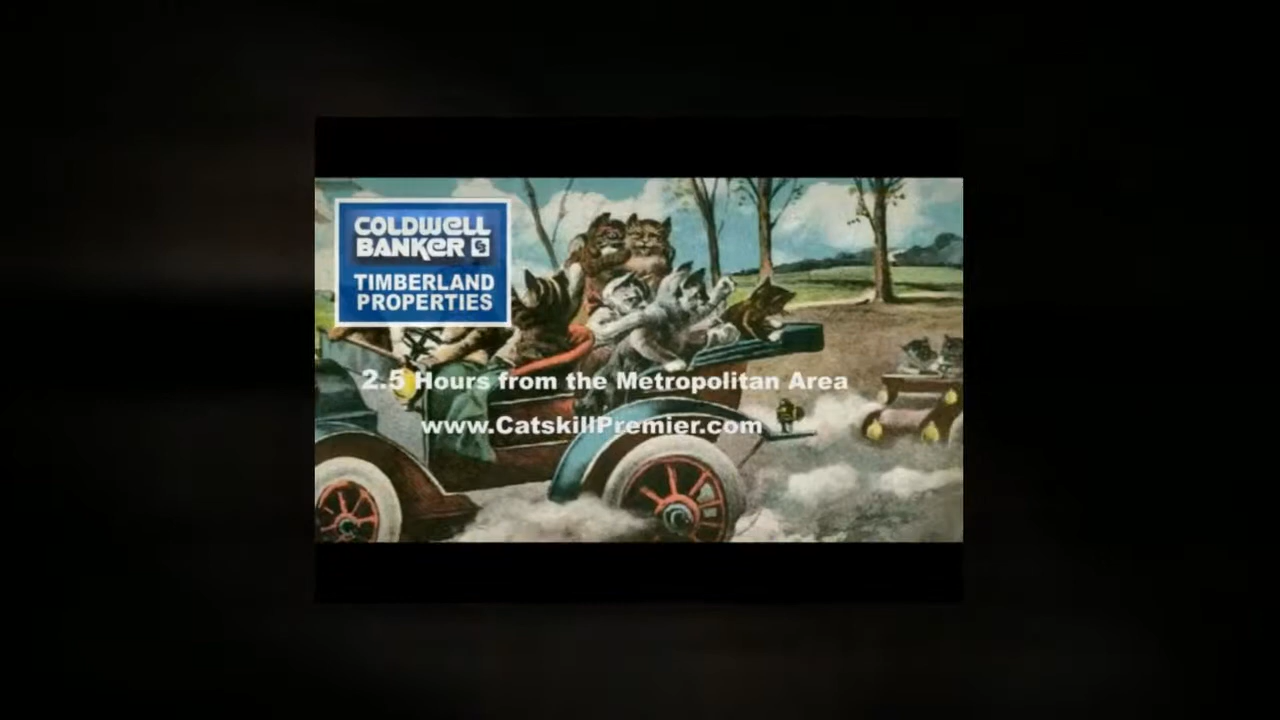 COLDWELL
BANKER
TIMBERLAND
PROPERTIES
2.5 Hours from the Metropolitan Area
www.CatskillPremier.com